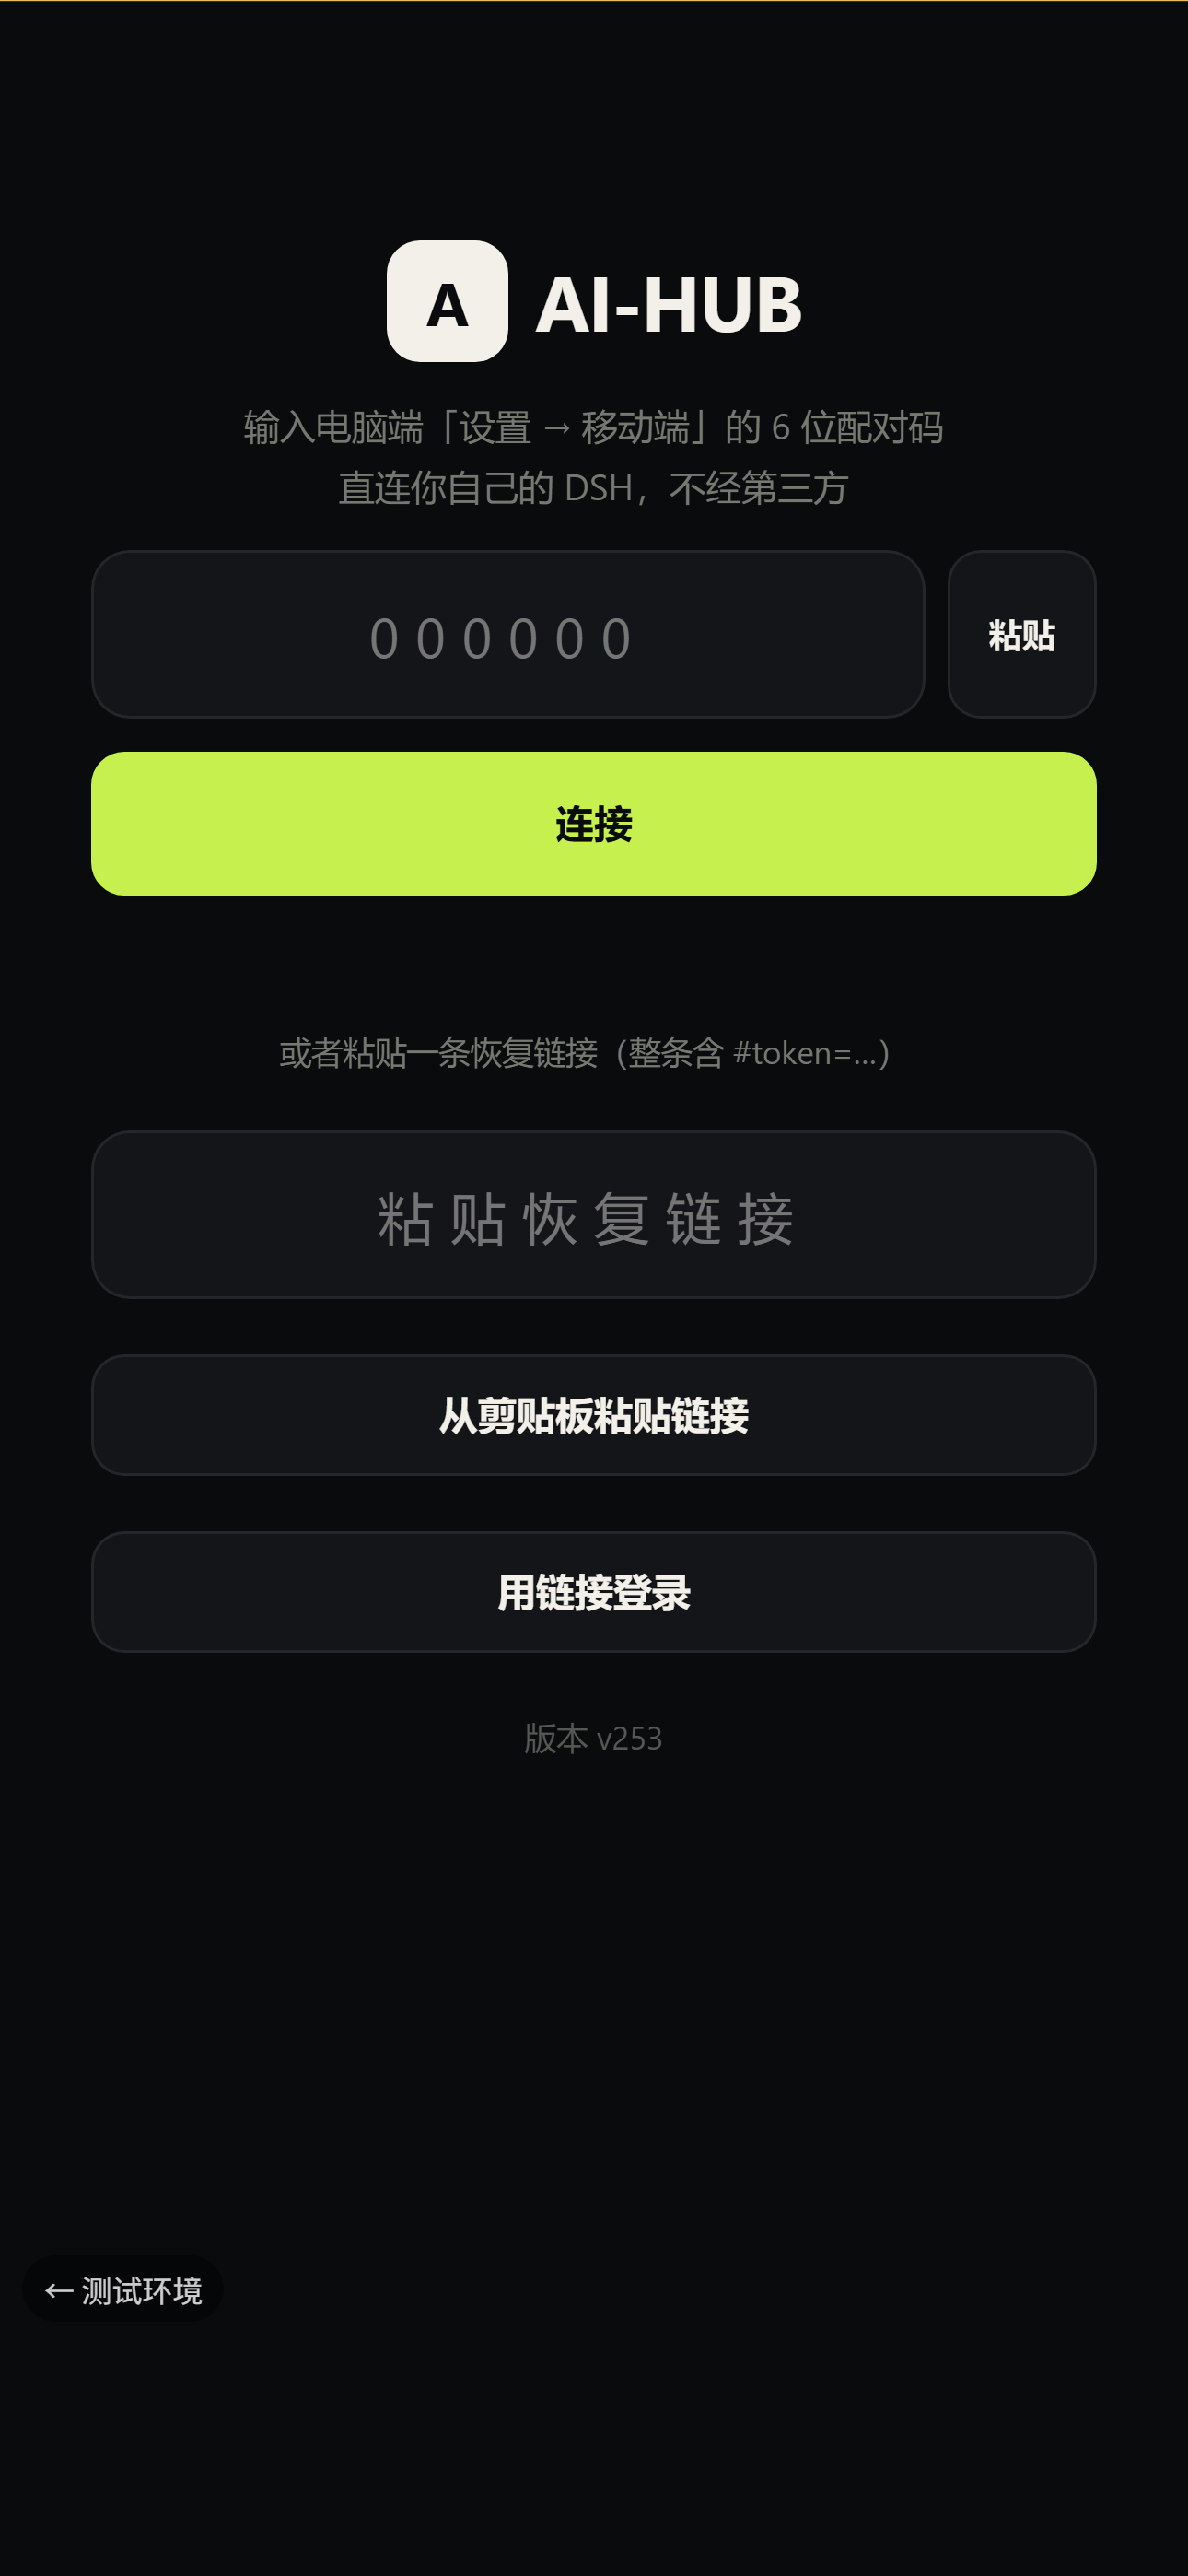 A AI-HUB
输入电脑端「设置 → 移动端」的 6 位配对码
直连你自己的 DSH，不经第三方
000000
粘贴
连接
或者粘贴一条恢复链接（整条含 #token=...）
粘贴恢复链接
从剪贴板粘贴链接
用链接登录
版本 v253
← 测试环境